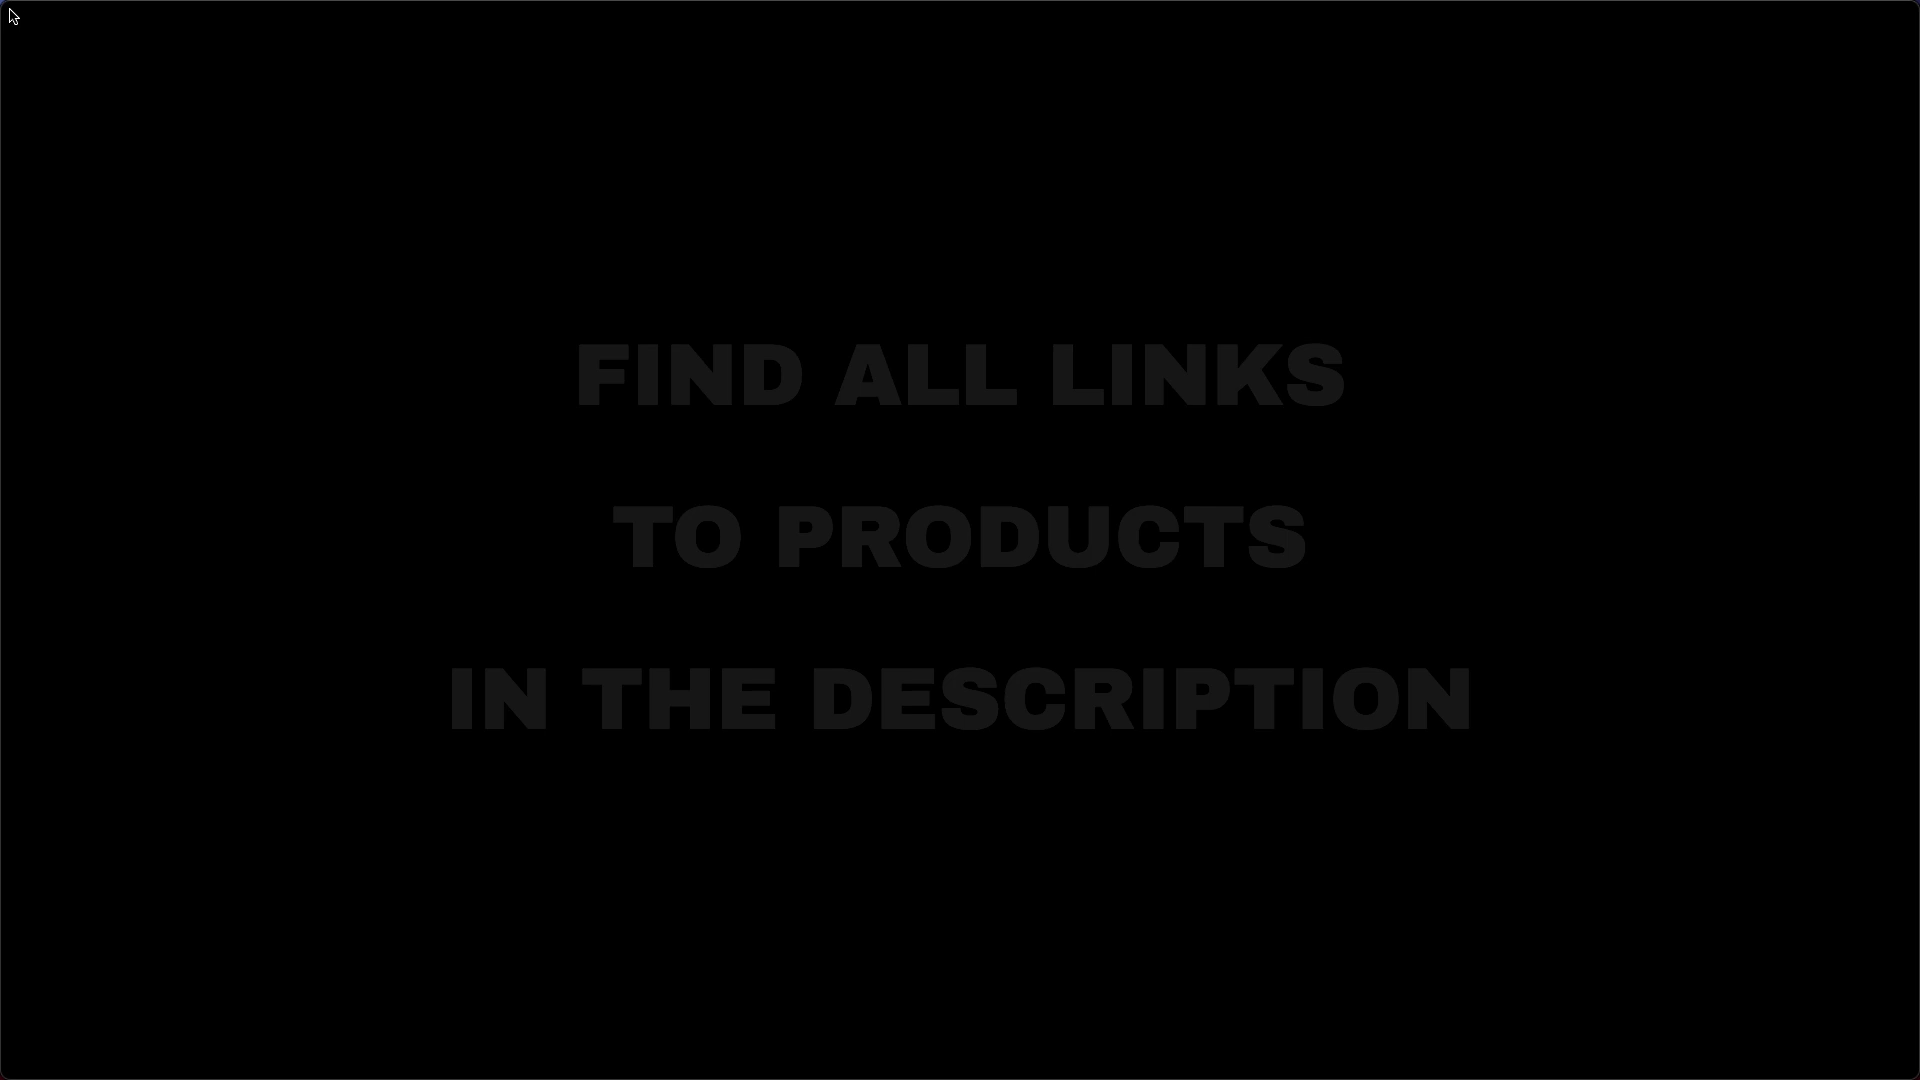 FIND ALL LINKS
TO PRODUCTS
IN THE DESCRIPTION